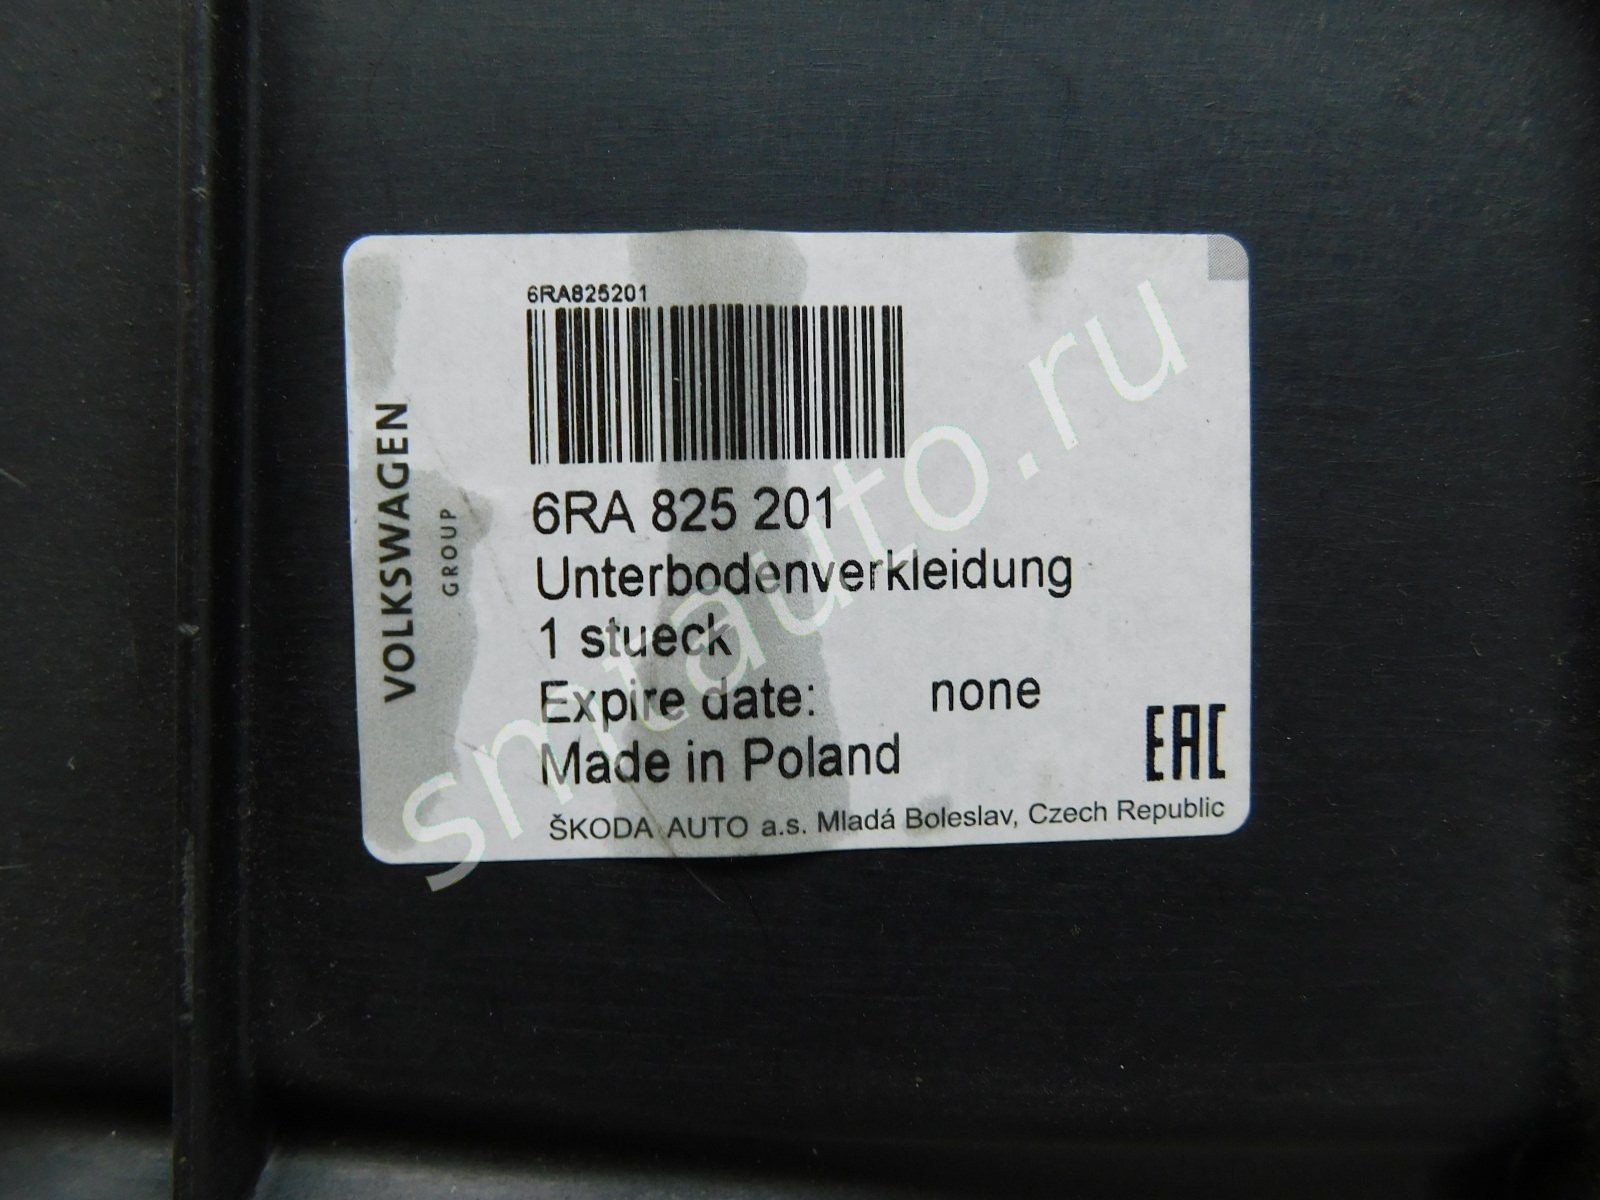 6RA825201
6RA 825 201
Unterbodenverkleidung
1 stueck
Expire date: none
Made in Poland
EAC
ŠKODA AUTO a.s. Mladá Boleslav, Czech Republic
VOLKSWAGEN
GROUP
smtauto.ru